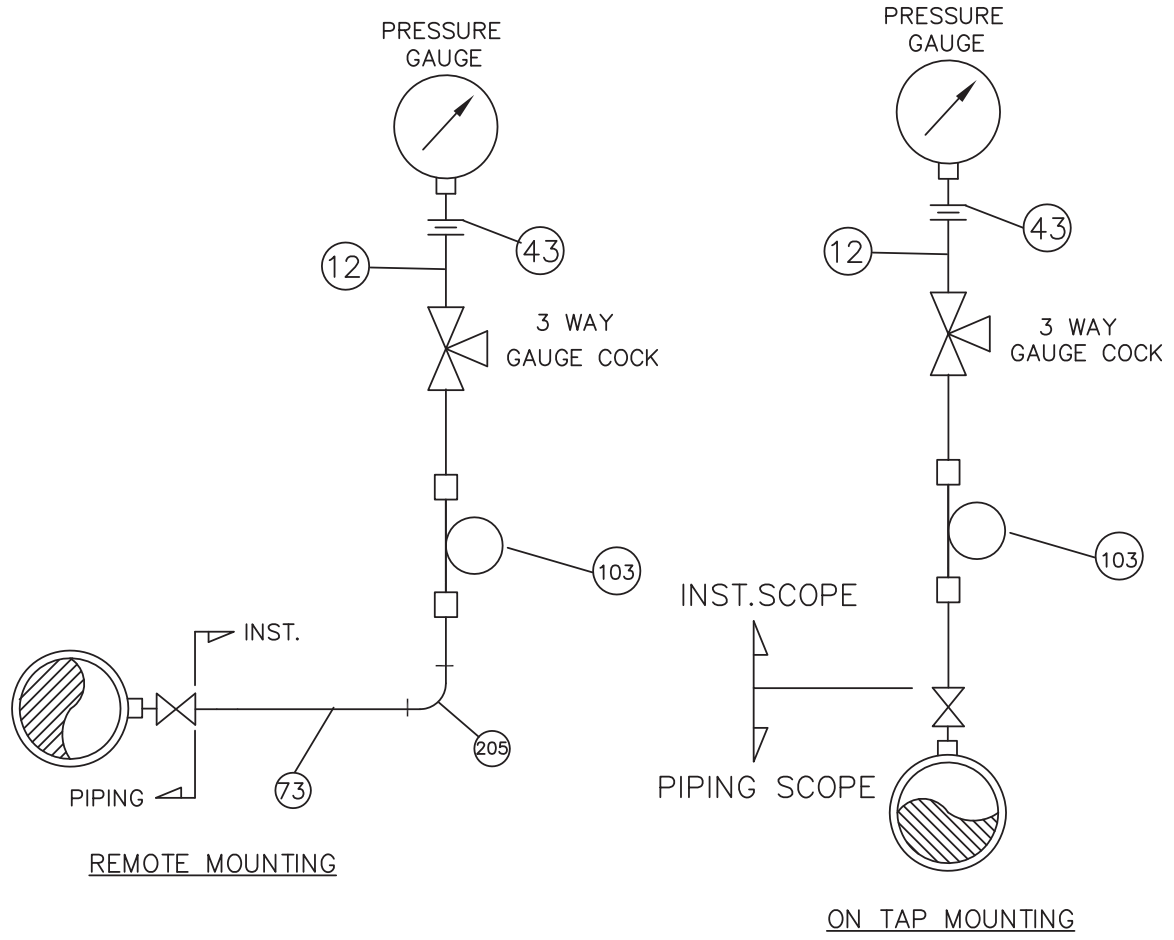 PRESSURE
GAUGE
43
12
3 WAY
GAUGE COCK
103
INST.
205
73
PIPING
REMOTE MOUNTING
PRESSURE
GAUGE
43
12
3 WAY
GAUGE COCK
103
INST.SCOPE
PIPING SCOPE
ON TAP MOUNTING